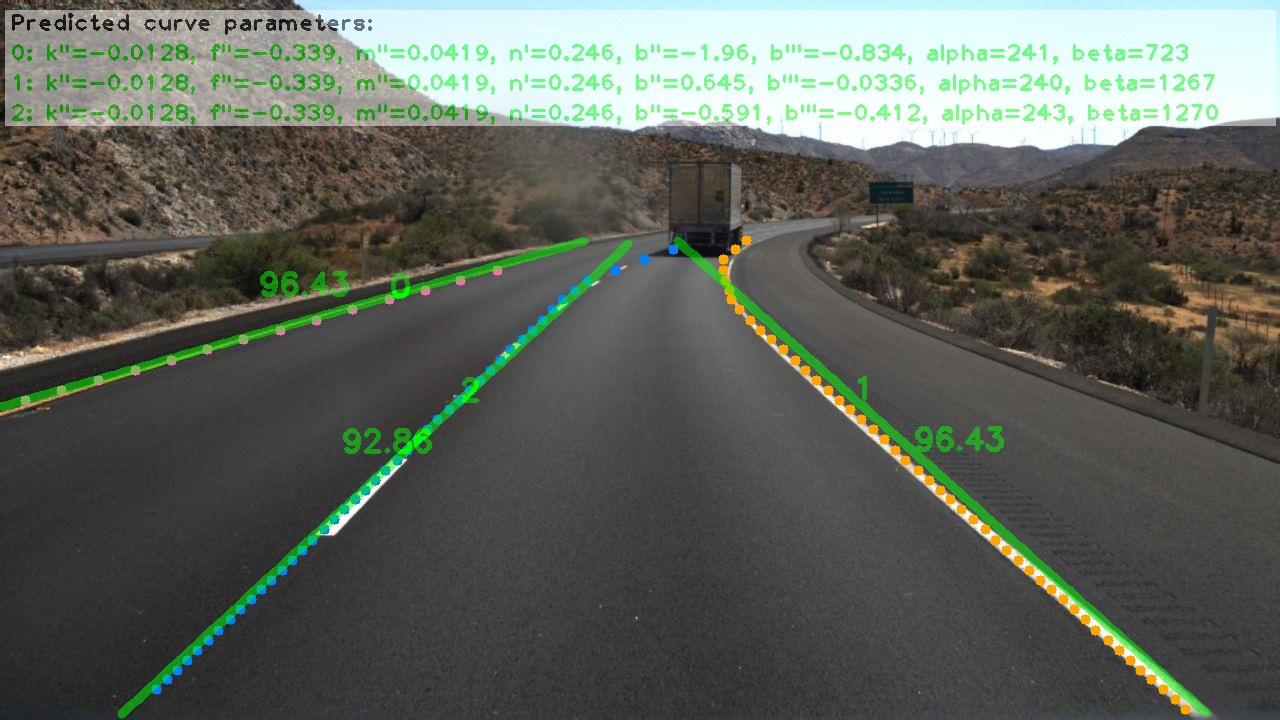 Predicted curve parameters:
0: k''=-0.0128, f''=-0.339, m''=0.0419, n'=0.246, b''=-1.96, b'''=-0.834, alpha=241, beta=723
1: k''=-0.0128, f''=-0.339, m''=0.0419, n'=0.246, b''=0.645, b'''=-0.0336, alpha=240, beta=1267
2: k''=-0.0128, f''=-0.339, m''=0.0419, n'=0.246, b''=-0.591, b'''=-0.412, alpha=243, beta=1270
96.43 0
2 1
92.86 96.43